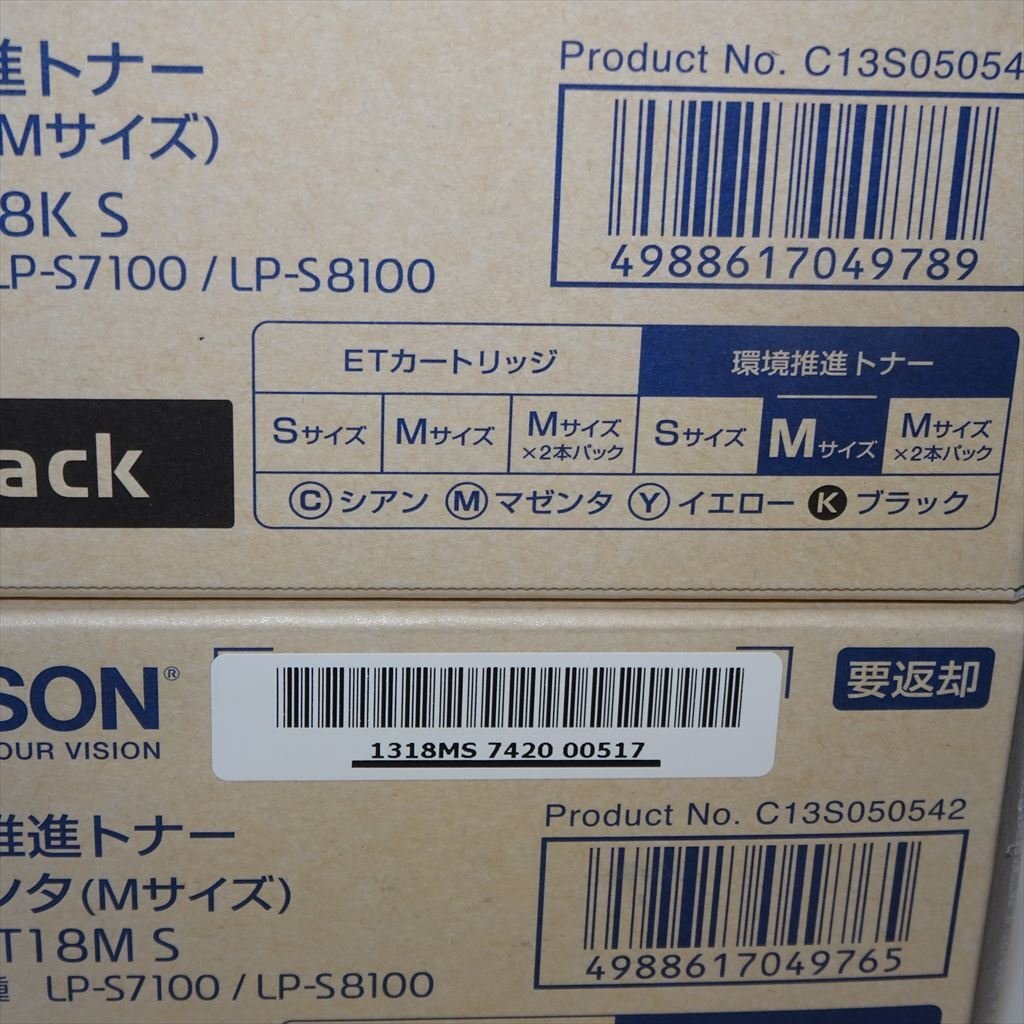 進トナー
(Mサイズ)
8K S
LP-S7100 / LP-S8100
Product No. C13S05054
4988617049789
ETカートリッジ
環境推進トナー
Sサイズ
Mサイズ
Mサイズ
×2本パック
Sサイズ
Mサイズ
Mサイズ
×2本パック
Cシアン Mマゼンタ Yイエロー Kブラック
ack
SON®
OUR VISION
1318MS 7420 00517
要返却
推進トナー
ンタ(Mサイズ)
T18M S
種 LP-S7100 / LP-S8100
Product No. C13S050542
4988617049765